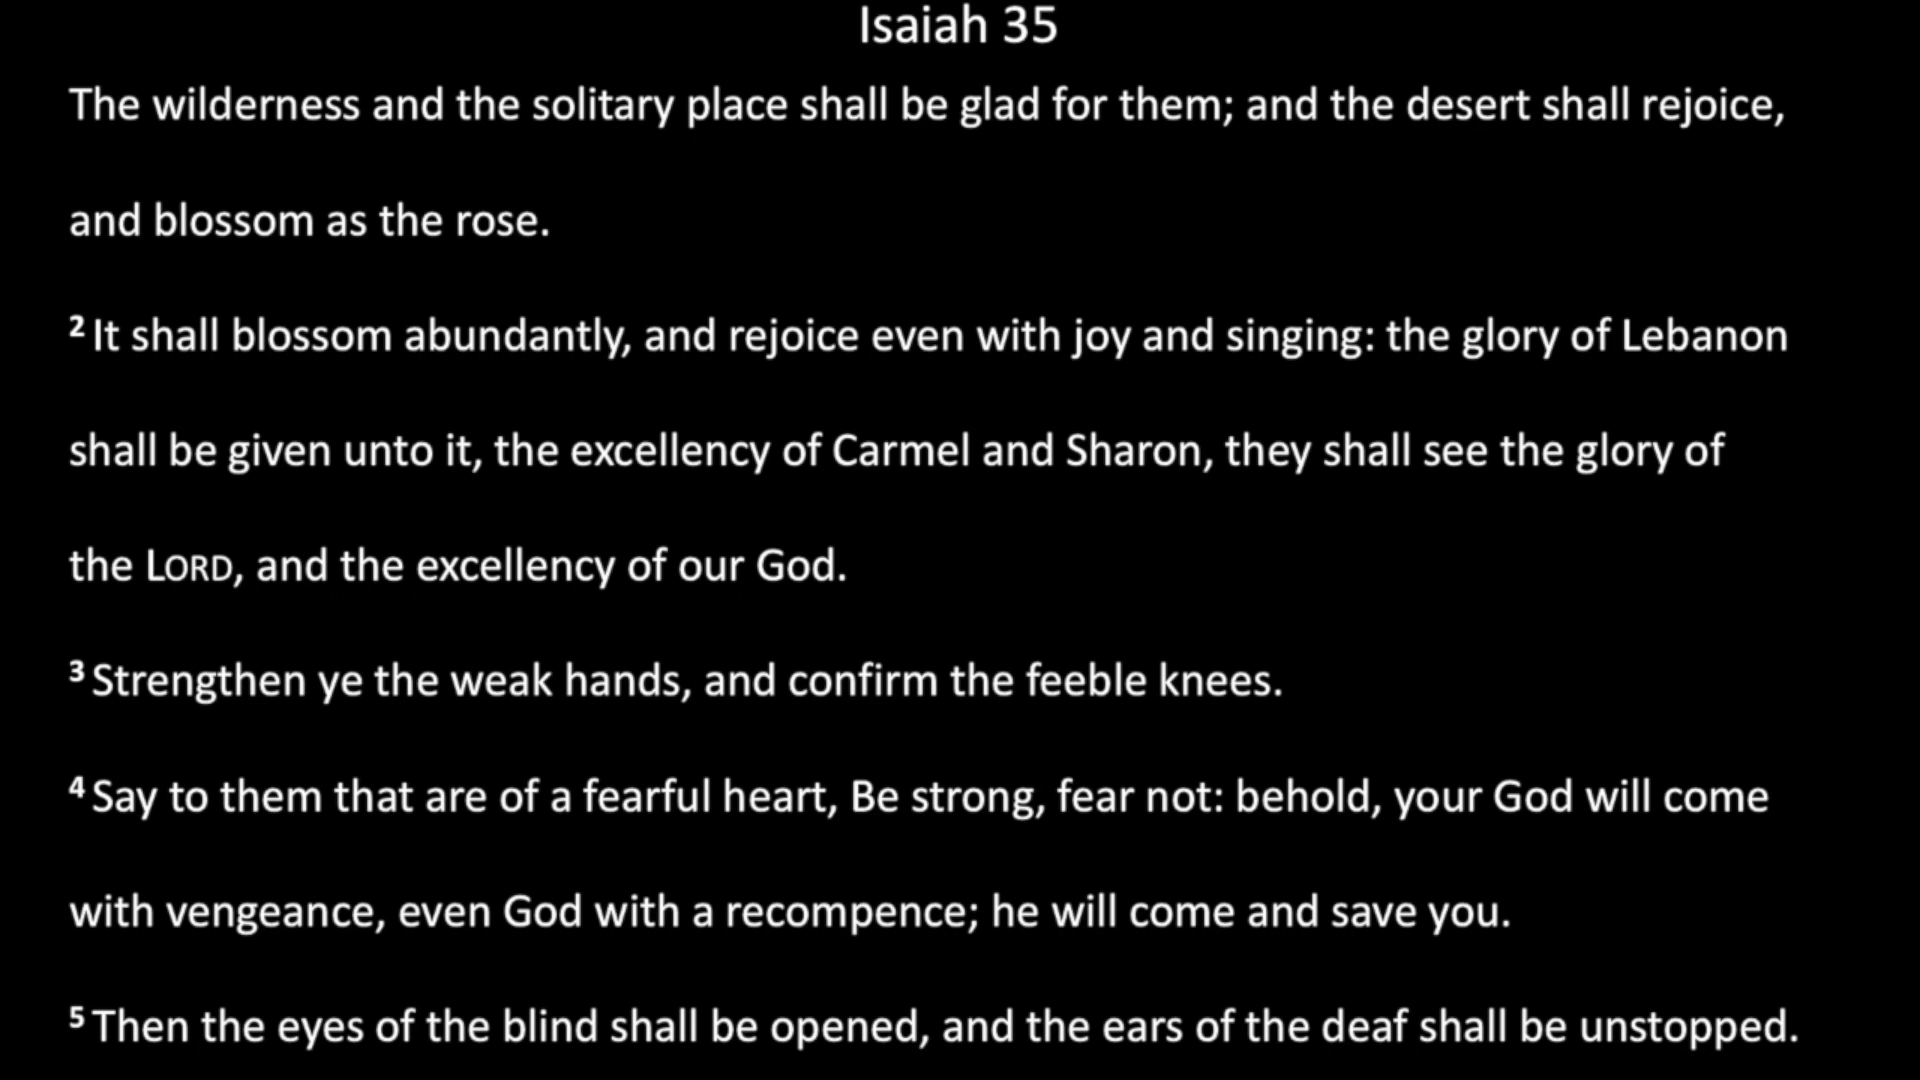 Isaiah 35
The wilderness and the solitary place shall be glad for them; and the desert shall rejoice,
and blossom as the rose.
2 It shall blossom abundantly, and rejoice even with joy and singing: the glory of Lebanon
shall be given unto it, the excellency of Carmel and Sharon, they shall see the glory of
the LORD, and the excellency of our God.
3 Strengthen ye the weak hands, and confirm the feeble knees.
4 Say to them that are of a fearful heart, Be strong, fear not: behold, your God will come
with vengeance, even God with a recompence; he will come and save you.
5 Then the eyes of the blind shall be opened, and the ears of the deaf shall be unstopped.